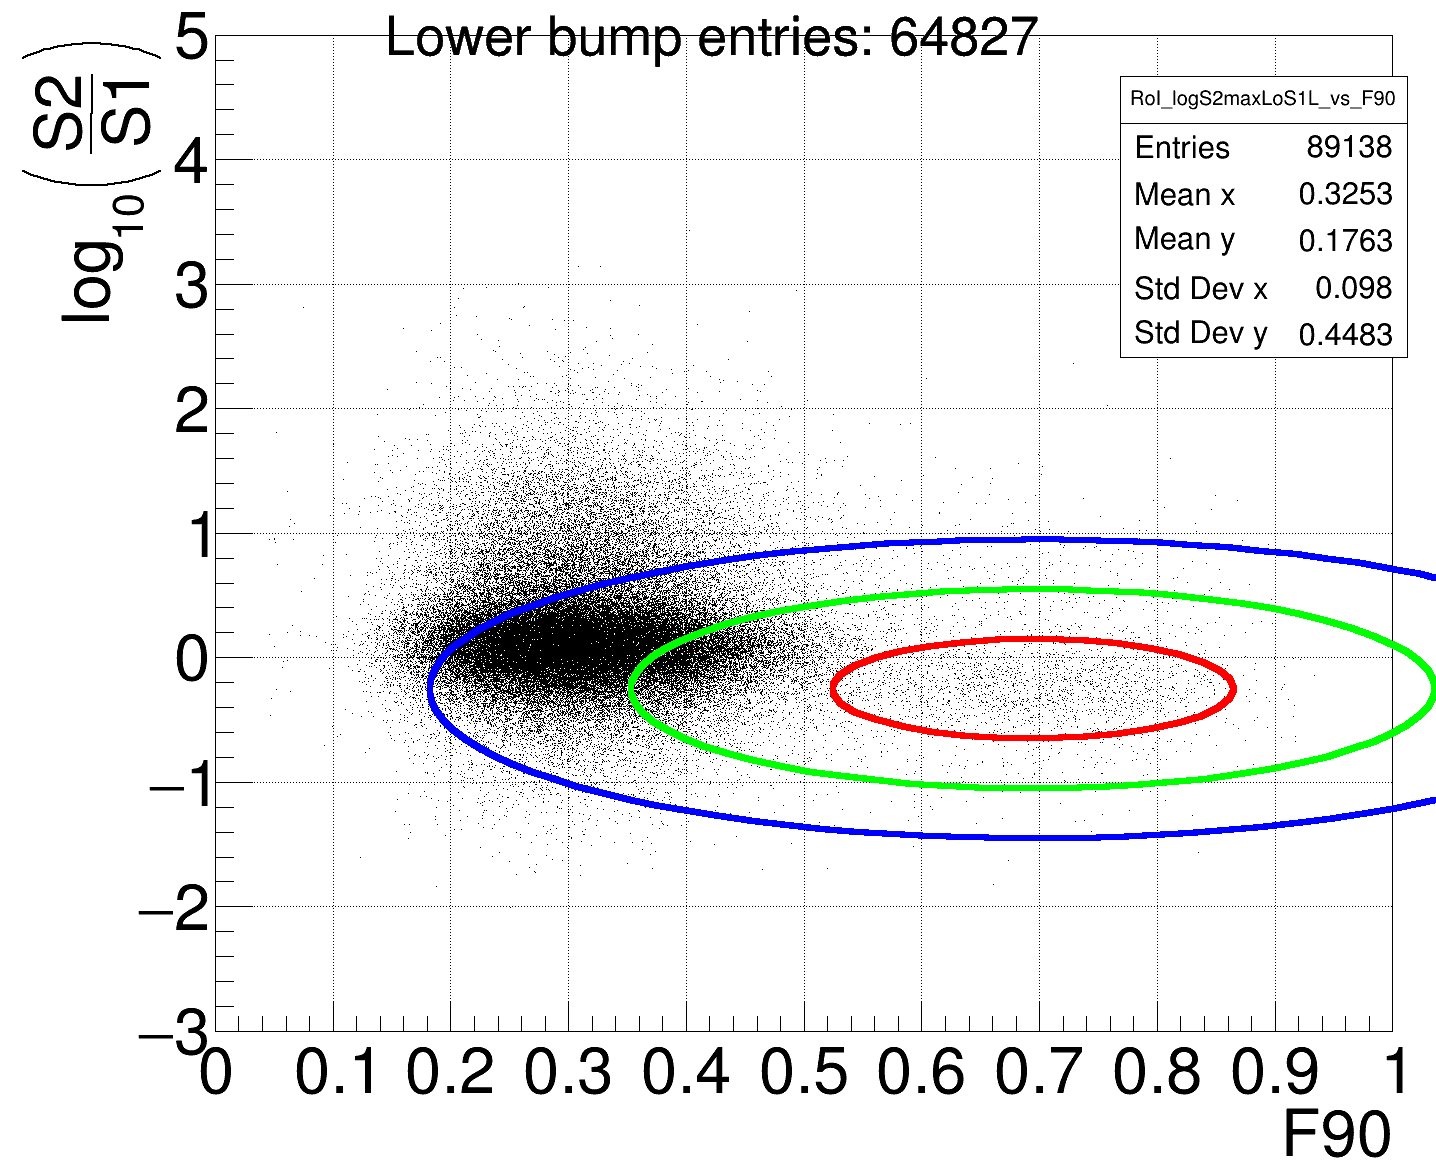 Lower bump entries: 64827
log10(S2/S1)
RoI_logS2maxLoS1L_vs_F90
Entries 89138
Mean x 0.3253
Mean y 0.1763
Std Dev x 0.098
Std Dev y 0.4483
5
4
3
2
1
0
−1
−2
−3
0 0.1 0.2 0.3 0.4 0.5 0.6 0.7 0.8 0.9 1
F90